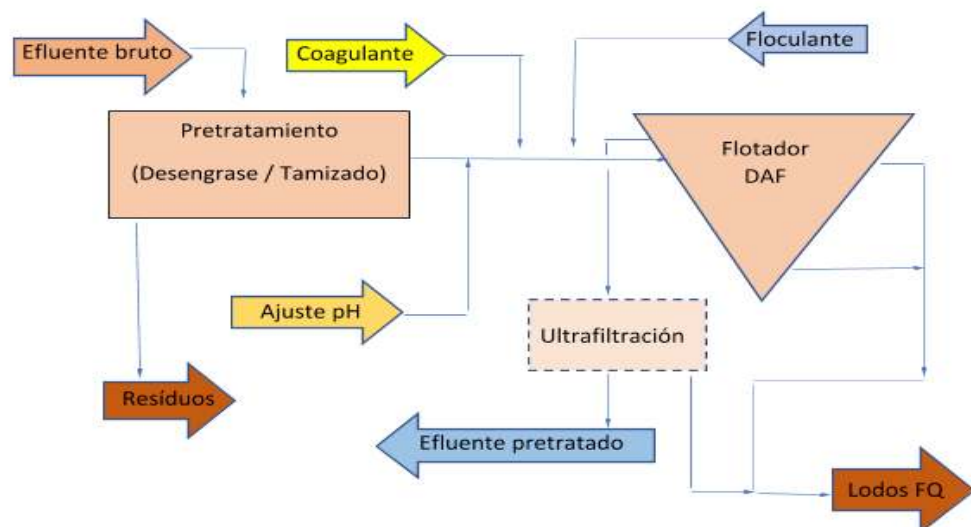 Efluente bruto
Coagulante
Floculante
Pretratamiento
(Desengrase / Tamizado)
Flotador
DAF
Ajuste pH
Ultrafiltración
Resíduos
Efluente pretratado
Lodos FQ